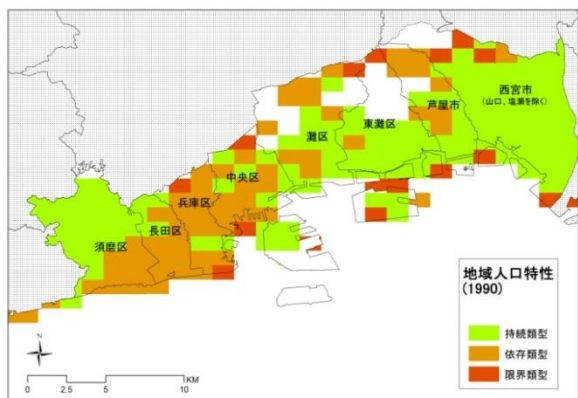 西宮市
(山口、塩瀬を除く)
芦屋市
東灘区
灘区
中央区
兵庫区
長田区
須磨区
地域人口特性
(1990)
持続類型
依存類型
限界類型
N
0 2.5 5 10
KM